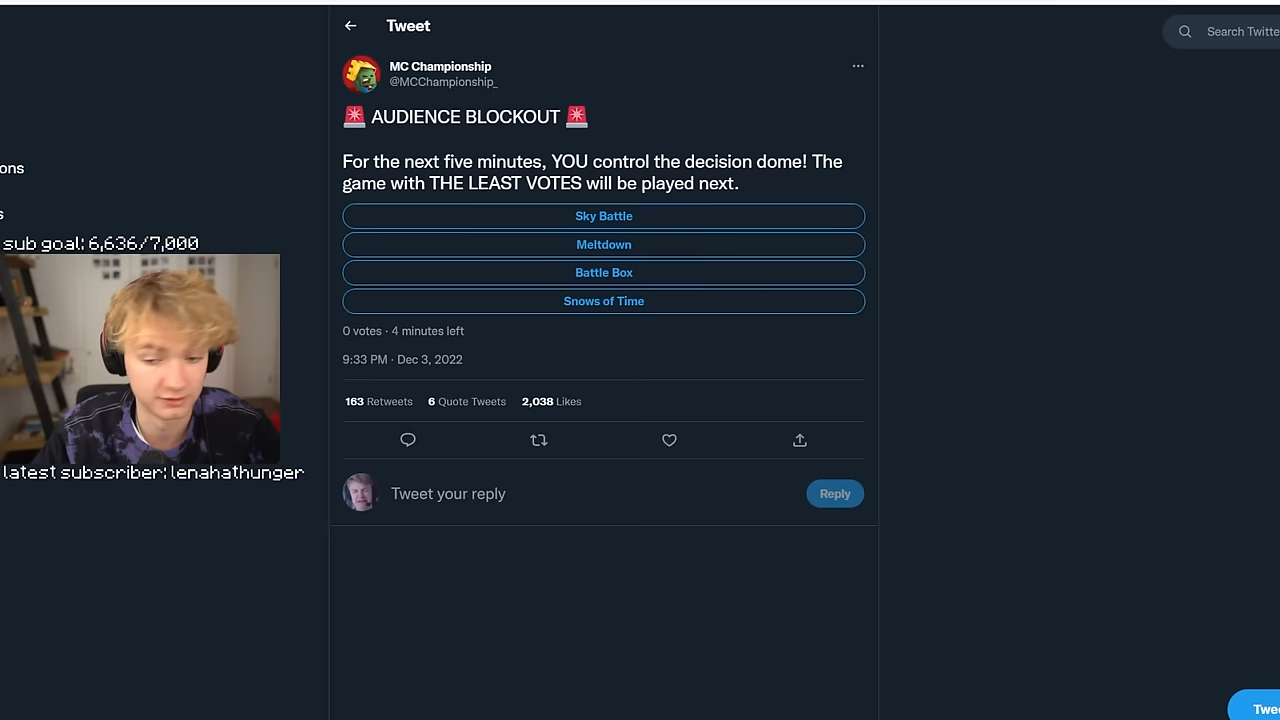 Tweet
Search Twitte
MC Championship
@MCChampionship_
🚨 AUDIENCE BLOCKOUT 🚨
For the next five minutes, YOU control the decision dome! The
game with THE LEAST VOTES will be played next.
Sky Battle
Meltdown
Battle Box
Snows of Time
0 votes · 4 minutes left
9:33 PM · Dec 3, 2022
163 Retweets 6 Quote Tweets 2,038 Likes
Tweet your reply
Reply
ons
s
sub goal: 6,636/7,000
latest subscriber: lenahathunger
Twee